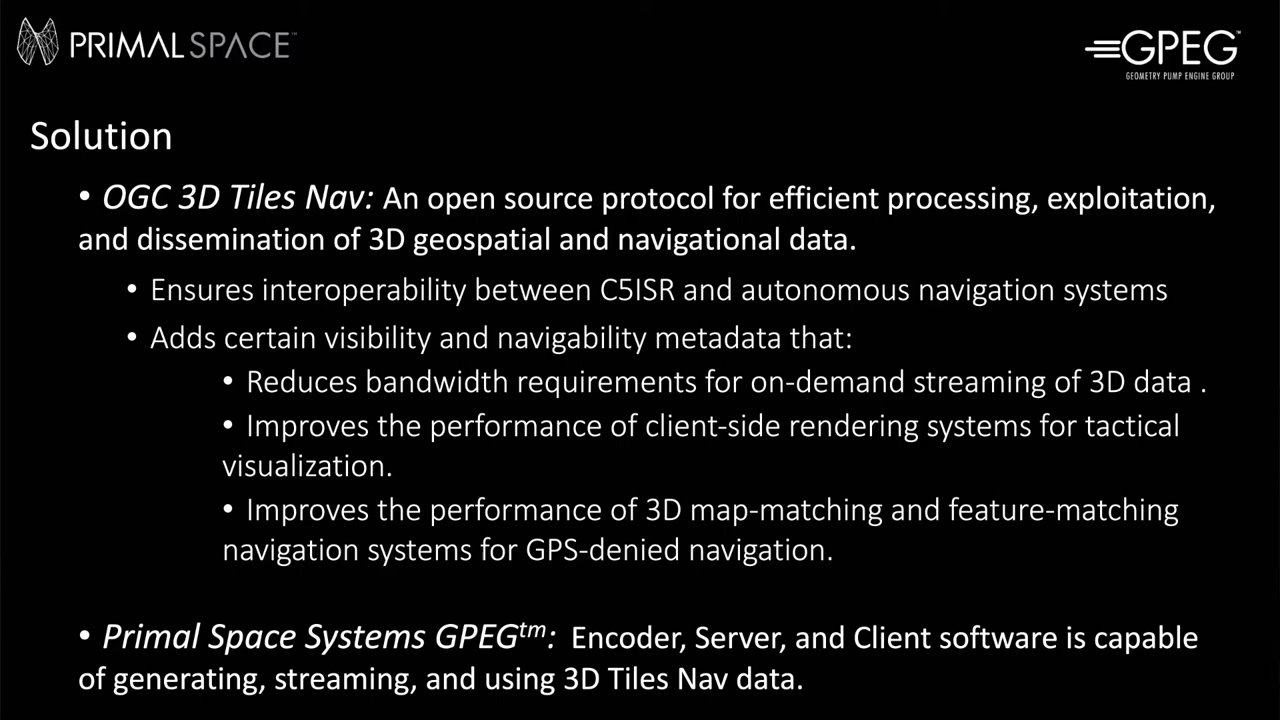 PRIMAL SPACE™
GPEG™
GEOMETRY PUMP ENGINE GROUP
Solution
• OGC 3D Tiles Nav: An open source protocol for efficient processing, exploitation,
and dissemination of 3D geospatial and navigational data.
• Ensures interoperability between C5ISR and autonomous navigation systems
• Adds certain visibility and navigability metadata that:
• Reduces bandwidth requirements for on-demand streaming of 3D data .
• Improves the performance of client-side rendering systems for tactical
visualization.
• Improves the performance of 3D map-matching and feature-matching
navigation systems for GPS-denied navigation.
• Primal Space Systems GPEGtm: Encoder, Server, and Client software is capable
of generating, streaming, and using 3D Tiles Nav data.